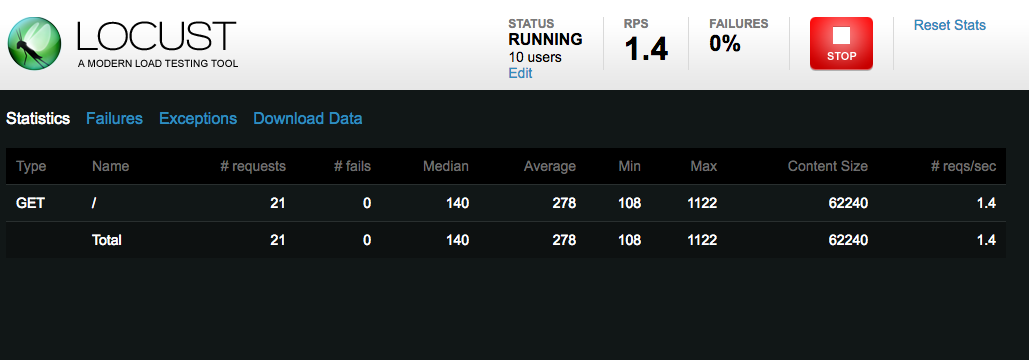 LOCUST
A MODERN LOAD TESTING TOOL
STATUS
RUNNING
10 users
Edit
RPS
1.4
FAILURES
0%
STOP
Reset Stats
Statistics Failures Exceptions Download Data
Type Name # requests # fails Median Average Min Max Content Size # reqs/sec
GET / 21 0 140 278 108 1122 62240 1.4
Total 21 0 140 278 108 1122 62240 1.4